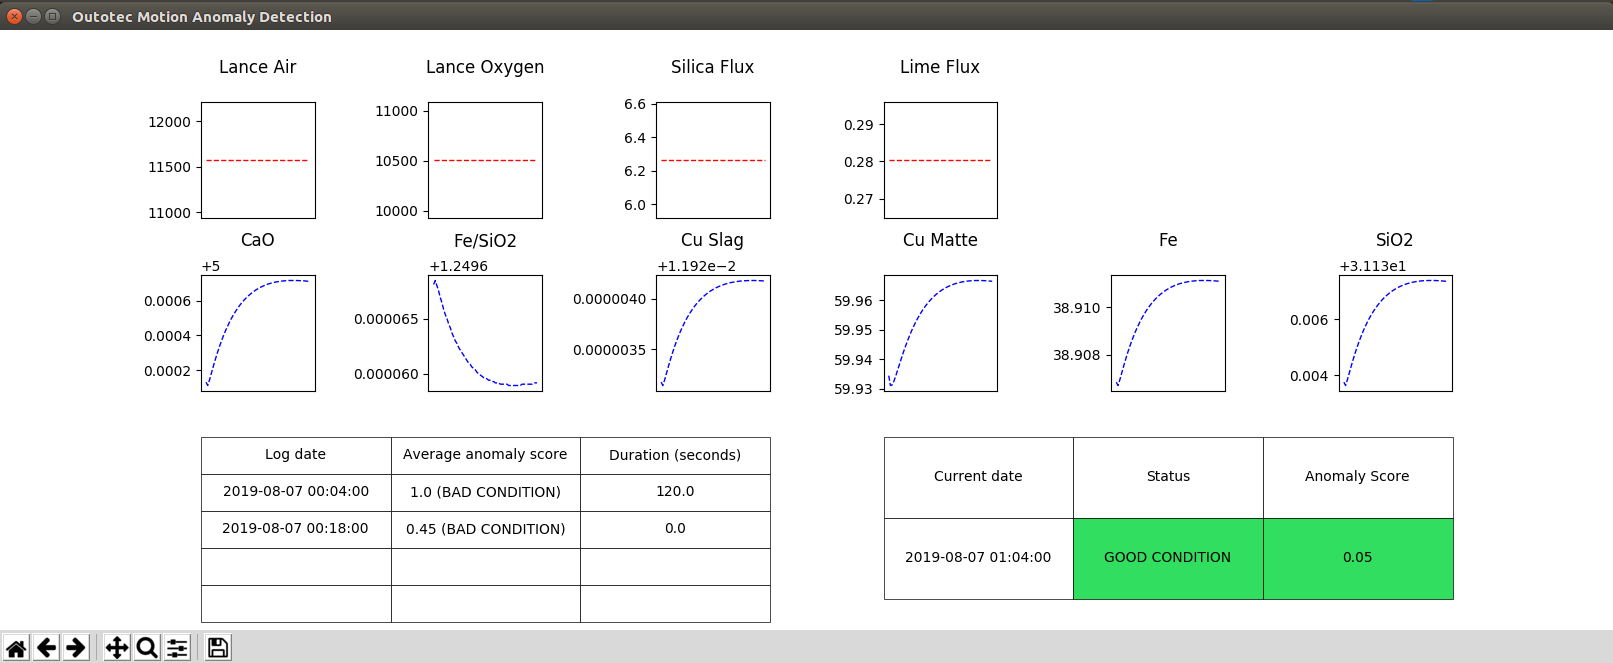 Outotec Motion Anomaly Detection
Lance Air
Lance Oxygen
Silica Flux
Lime Flux
12000
11500
11000
11000
10500
10000
6.6
6.4
6.2
6.0
0.29
0.28
0.27
CaO
Fe/SiO2
Cu Slag
Cu Matte
Fe
SiO2
+5
0.0006
0.0004
0.0002
+1.2496
0.000065
0.000060
+1.192e−2
0.0000040
0.0000035
59.96
59.95
59.94
59.93
38.910
38.908
+3.113e1
0.006
0.004
Log date Average anomaly score Duration (seconds)
2019-08-07 00:04:00 1.0 (BAD CONDITION) 120.0
2019-08-07 00:18:00 0.45 (BAD CONDITION) 0.0
Current date Status Anomaly Score
2019-08-07 01:04:00 GOOD CONDITION 0.05